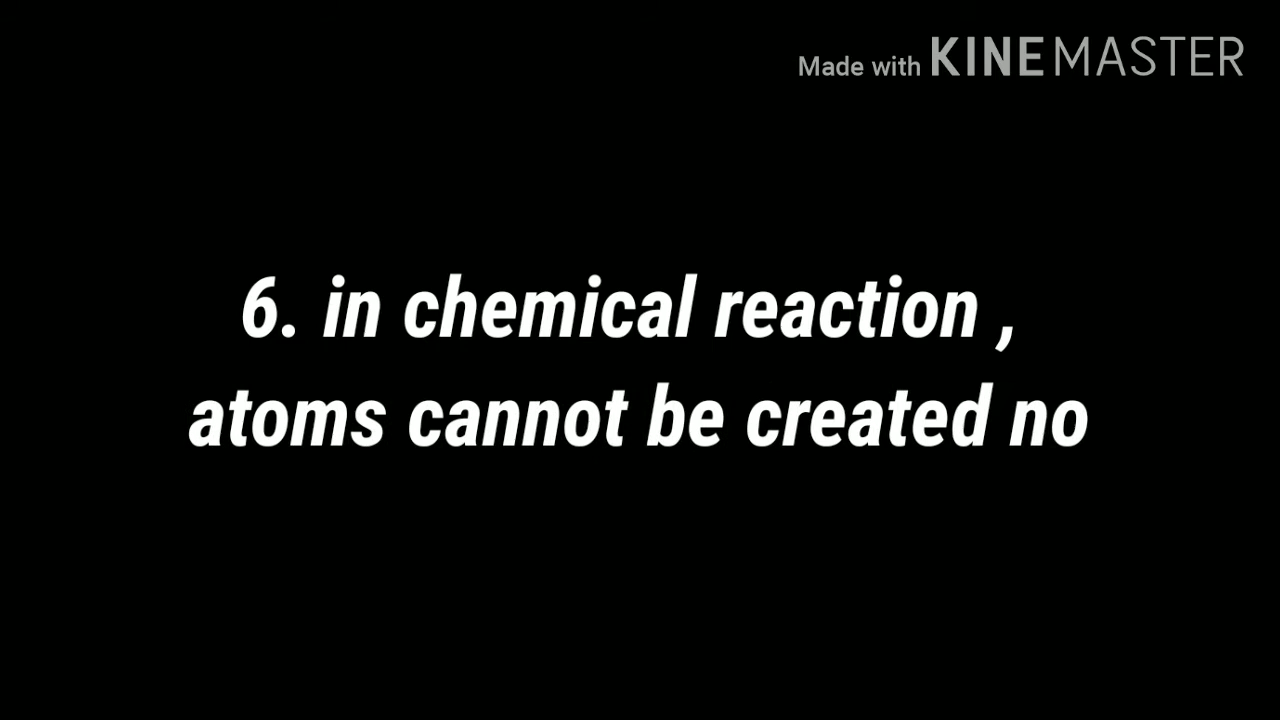 Made with KINEMASTER
6. in chemical reaction ,
atoms cannot be created no